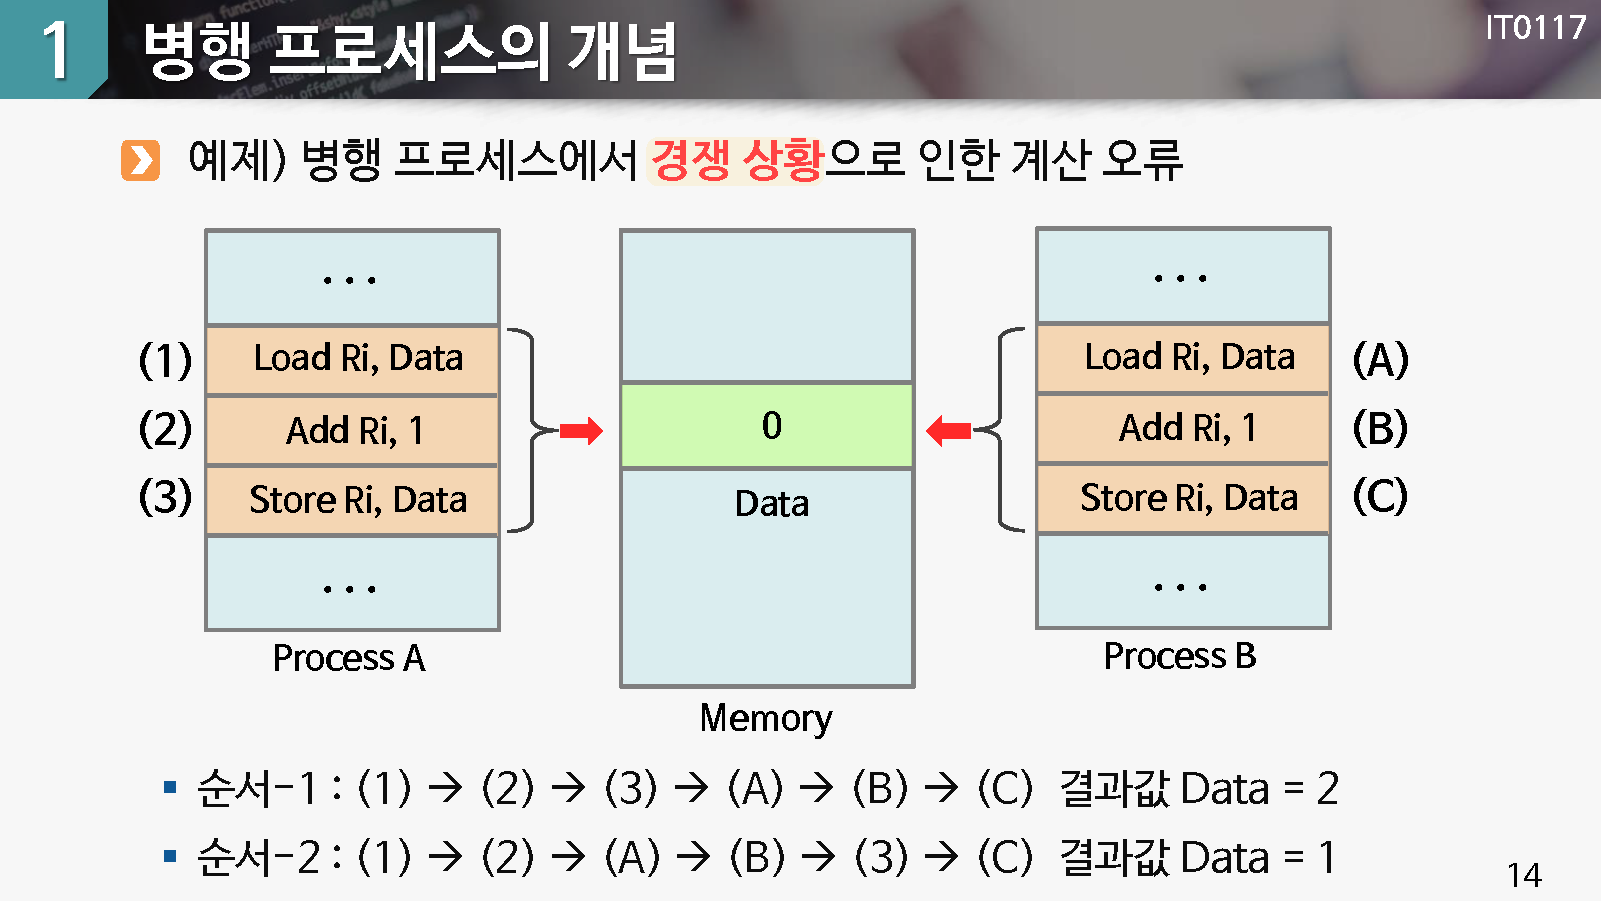 1 병행 프로세스의 개념
IT0117
예제) 병행 프로세스에서 경쟁 상황으로 인한 계산 오류
• • •
(1) Load Ri, Data
(2) Add Ri, 1
(3) Store Ri, Data
• • •
Process A
0
Data
Memory
• • •
Load Ri, Data (A)
Add Ri, 1 (B)
Store Ri, Data (C)
• • •
Process B
▪ 순서-1 : (1) → (2) → (3) → (A) → (B) → (C) 결과값 Data = 2
▪ 순서-2 : (1) → (2) → (A) → (B) → (3) → (C) 결과값 Data = 1
14